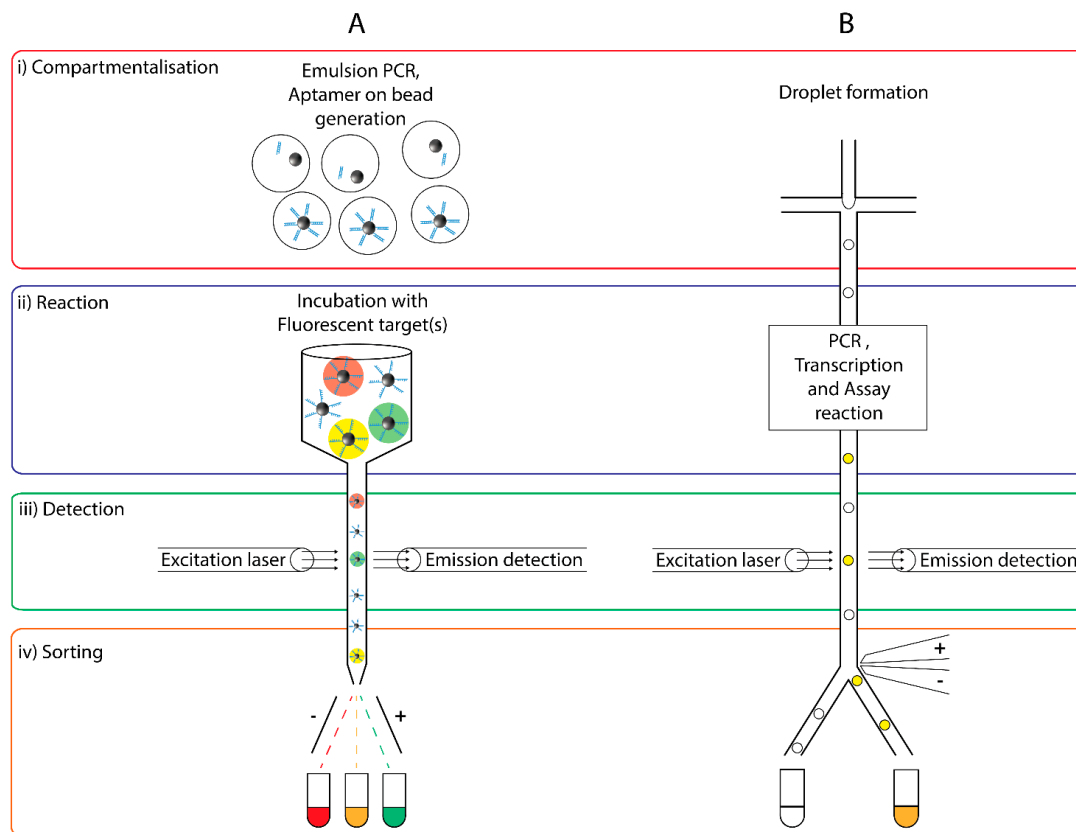 A
B
i) Compartmentalisation
Emulsion PCR,
Aptamer on bead
generation
Droplet formation
ii) Reaction
Incubation with
Fluorescent target(s)
PCR ,
Transcription
and Assay
reaction
iii) Detection
Excitation laser
Emission detection
Excitation laser
Emission detection
iv) Sorting
-
+
+
-